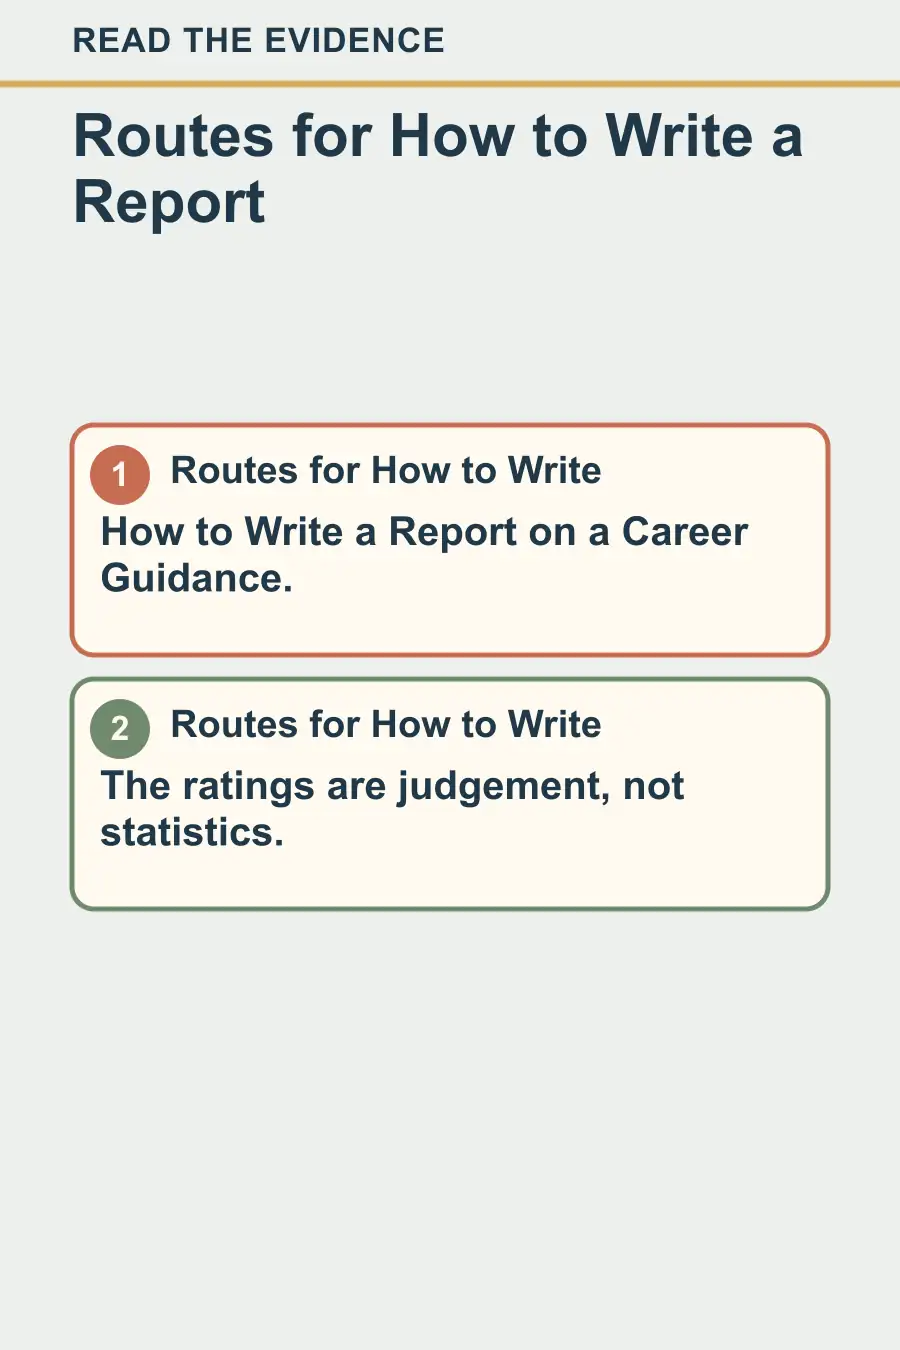 READ THE EVIDENCE
Routes for How to Write a
Report
1
Routes for How to Write
How to Write a Report on a Career
Guidance.
2
Routes for How to Write
The ratings are judgement, not
statistics.